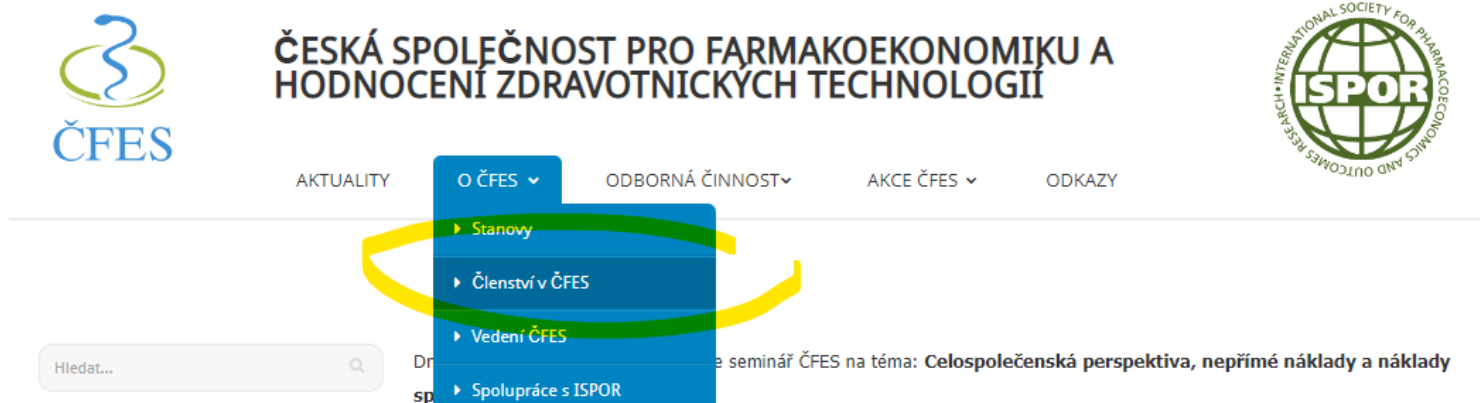 ČFES
ČESKÁ SPOLEČNOST PRO FARMAKOEKONOMIKU A
HODNOCENÍ ZDRAVOTNICKÝCH TECHNOLOGIÍ
INTERNATIONAL SOCIETY FOR PHARMACOECONOMICS AND OUTCOMES RESEARCH
ISPOR
AKTUALITY O ČFES ODBORNÁ ČINNOST AKCE ČFES ODKAZY
Stanovy
Členství v ČFES
Vedení ČFES
Spolupráce s ISPOR
Hledat...
seminář ČFES na téma: Celospolečenská perspektiva, nepřímé náklady a náklady